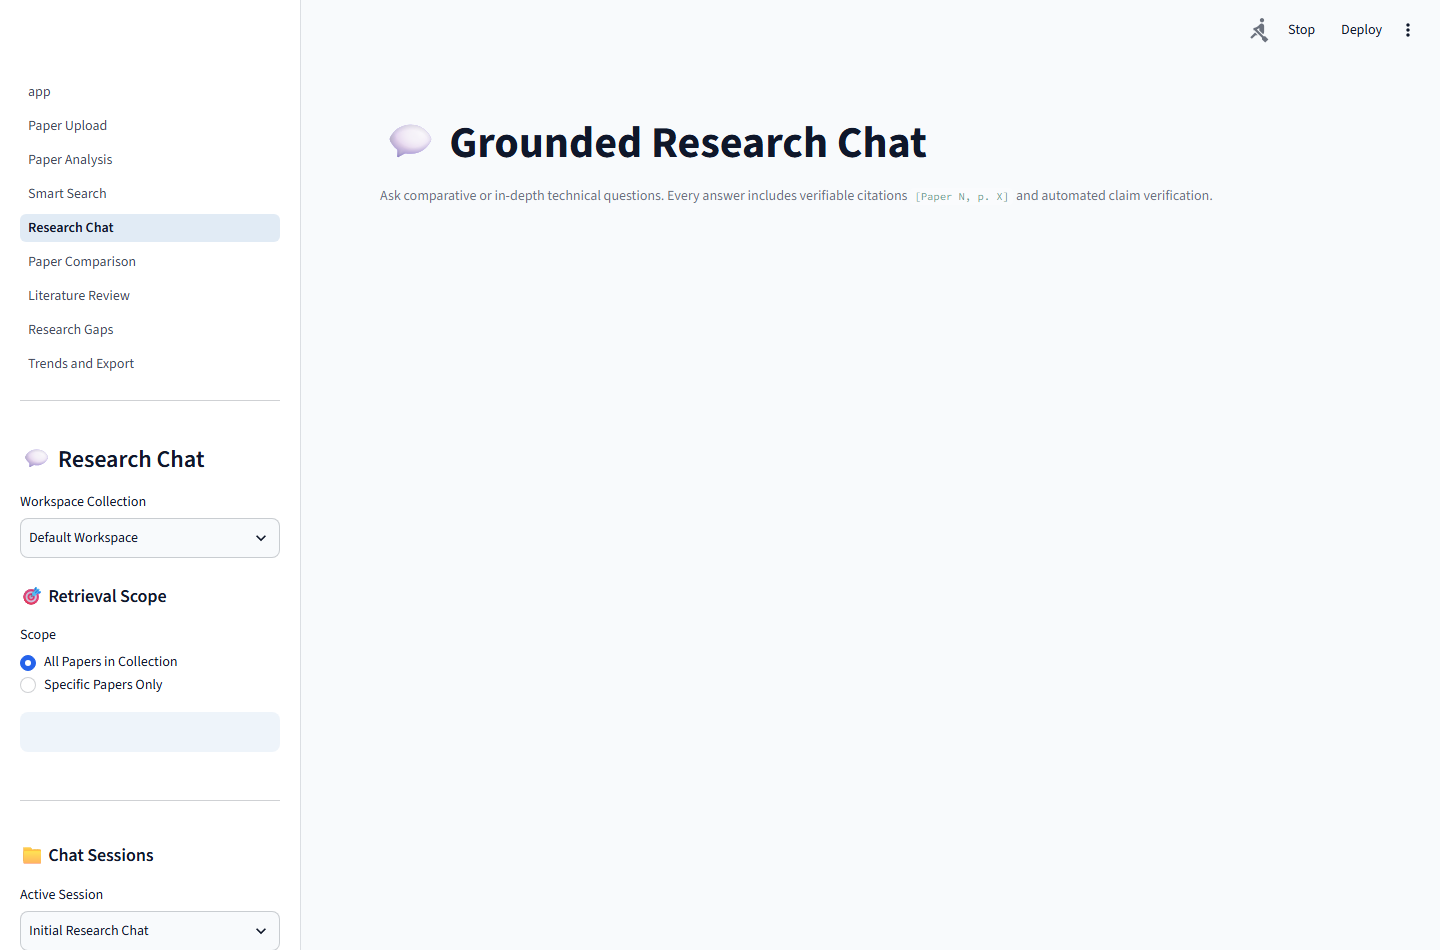 Stop
Deploy
app
Paper Upload
Paper Analysis
Smart Search
Research Chat
Paper Comparison
Literature Review
Research Gaps
Trends and Export
Research Chat
Workspace Collection
Default Workspace
Retrieval Scope
Scope
All Papers in Collection
Specific Papers Only
Chat Sessions
Active Session
Initial Research Chat
Grounded Research Chat
Ask comparative or in-depth technical questions. Every answer includes verifiable citations [Paper N, p. X] and automated claim verification.